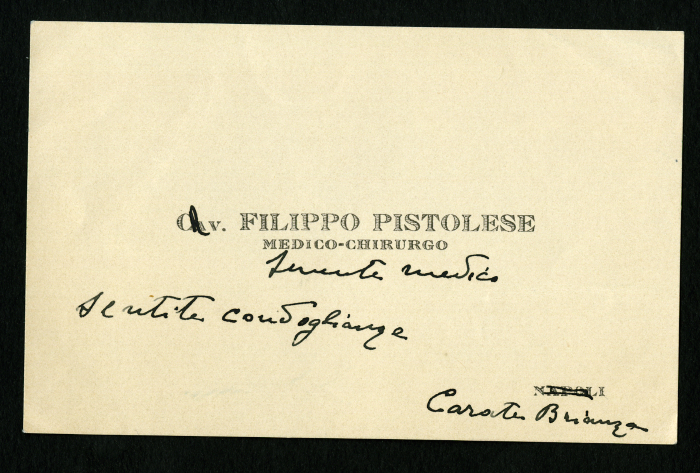 Cav. FILIPPO PISTOLESE
MEDICO-CHIRURGO
Tenente medico
sentite condoglianze
NAPOLI
Carate Brianza